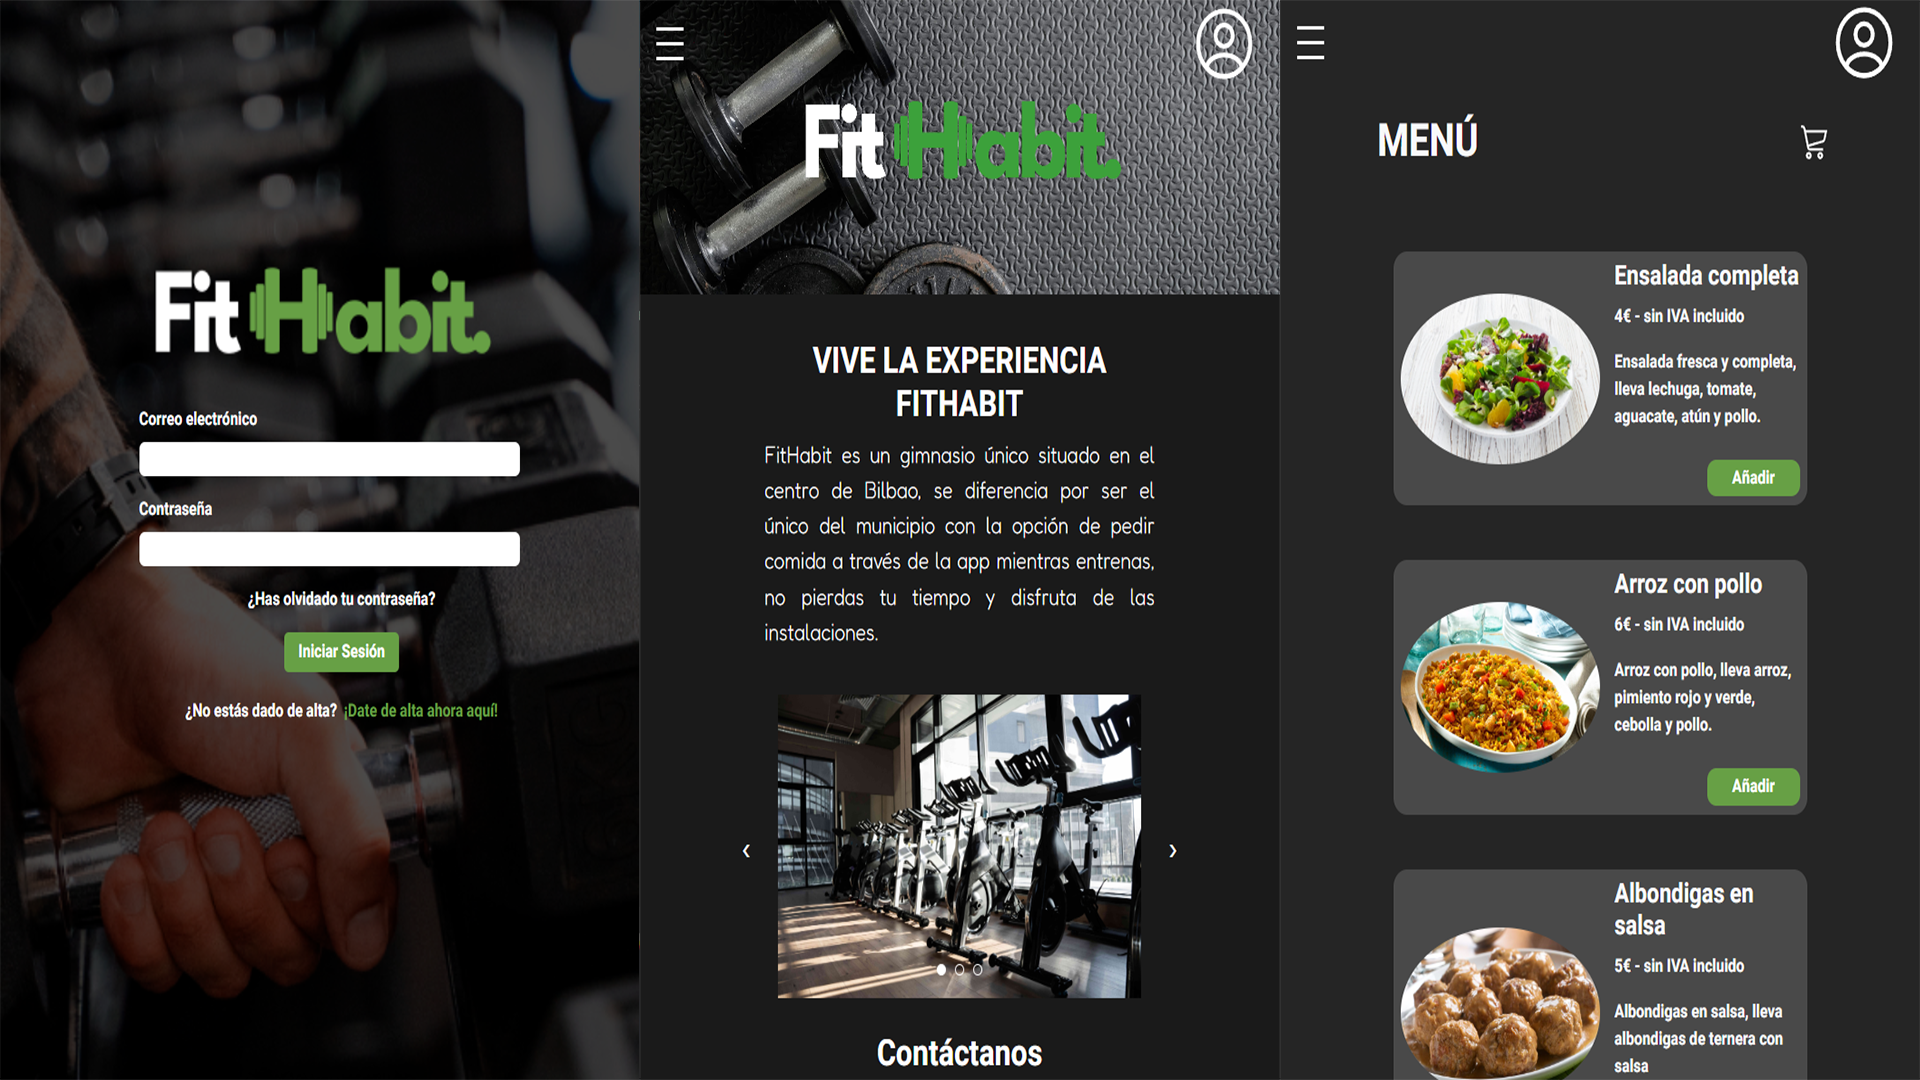 FitHabit.
Correo electrónico
Contraseña
¿Has olvidado tu contraseña?
Iniciar Sesión
¿No estás dado de alta? ¡Date de alta ahora aquí!
FitHabit.
VIVE LA EXPERIENCIA
FITHABIT
FitHabit es un gimnasio único situado en el
centro de Bilbao, se diferencia por ser el
único del municipio con la opción de pedir
comida a través de la app mientras entrenas,
no pierdas tu tiempo y disfruta de las
instalaciones.
Contáctanos
MENÚ
Ensalada completa
4€ - sin IVA incluido
Ensalada fresca y completa,
lleva lechuga, tomate,
aguacate, atún y pollo.
Añadir
Arroz con pollo
6€ - sin IVA incluido
Arroz con pollo, lleva arroz,
pimiento rojo y verde,
cebolla y pollo.
Añadir
Albondigas en
salsa
5€ - sin IVA incluido
Albondigas en salsa, lleva
albondigas de ternera con
salsa